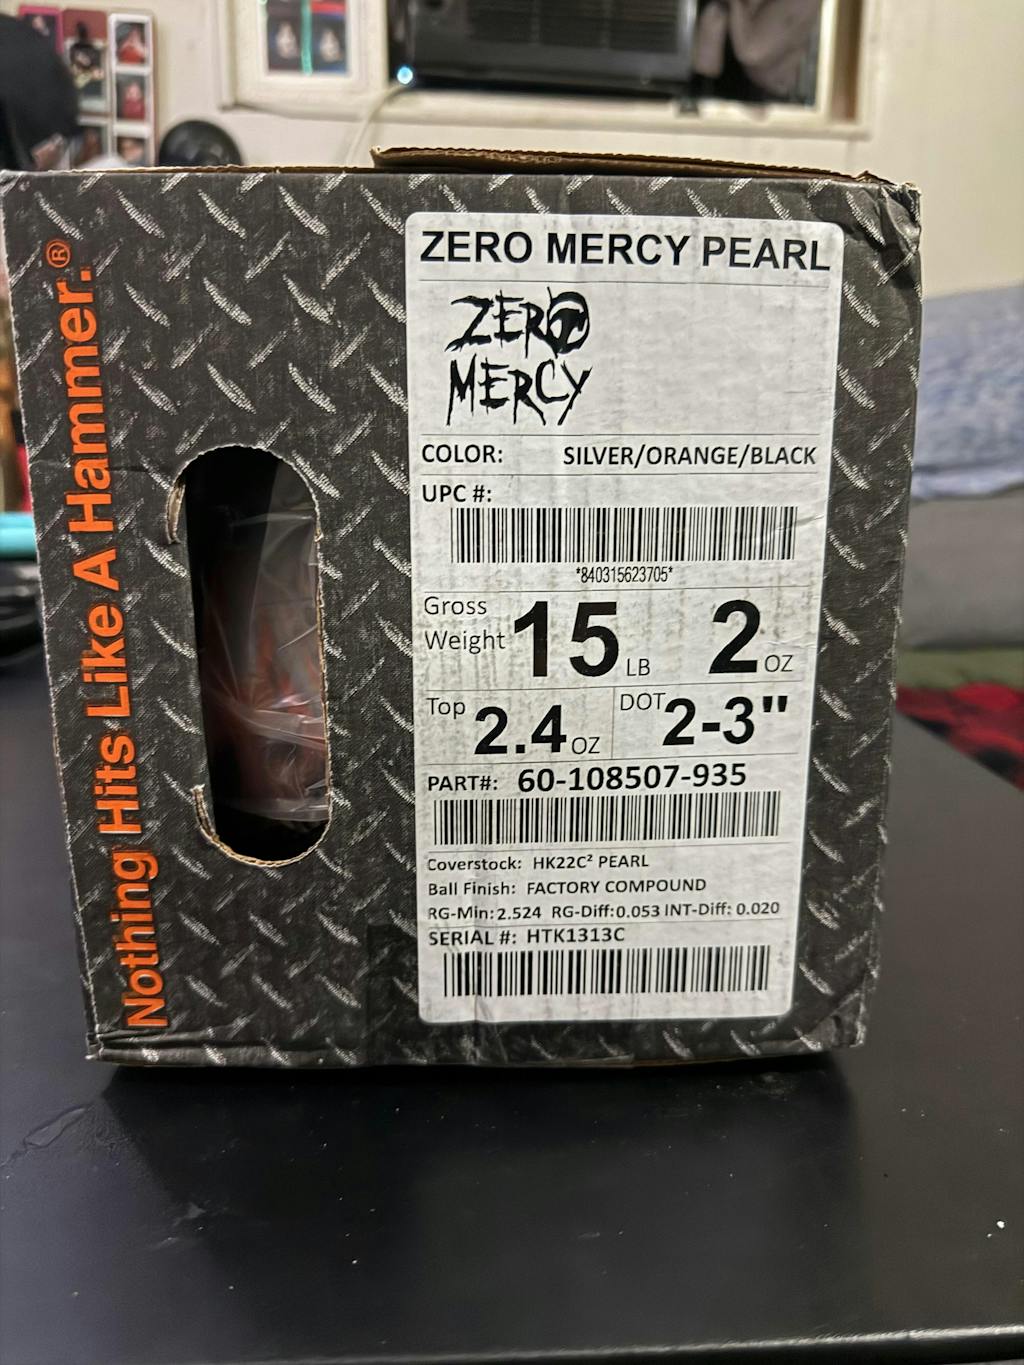 Nothing Hits Like A Hammer.®
ZERO MERCY PEARL
ZERO
MERCY
COLOR: SILVER/ORANGE/BLACK
UPC #:
*840315623705*
Gross Weight 15 LB 2 OZ
Top 2.4 OZ DOT 2-3"
PART#: 60-108507-935
Coverstock: HK22C² PEARL
Ball Finish: FACTORY COMPOUND
RG-Min: 2.524 RG-Diff: 0.053 INT-Diff: 0.020
SERIAL #: HTK1313C